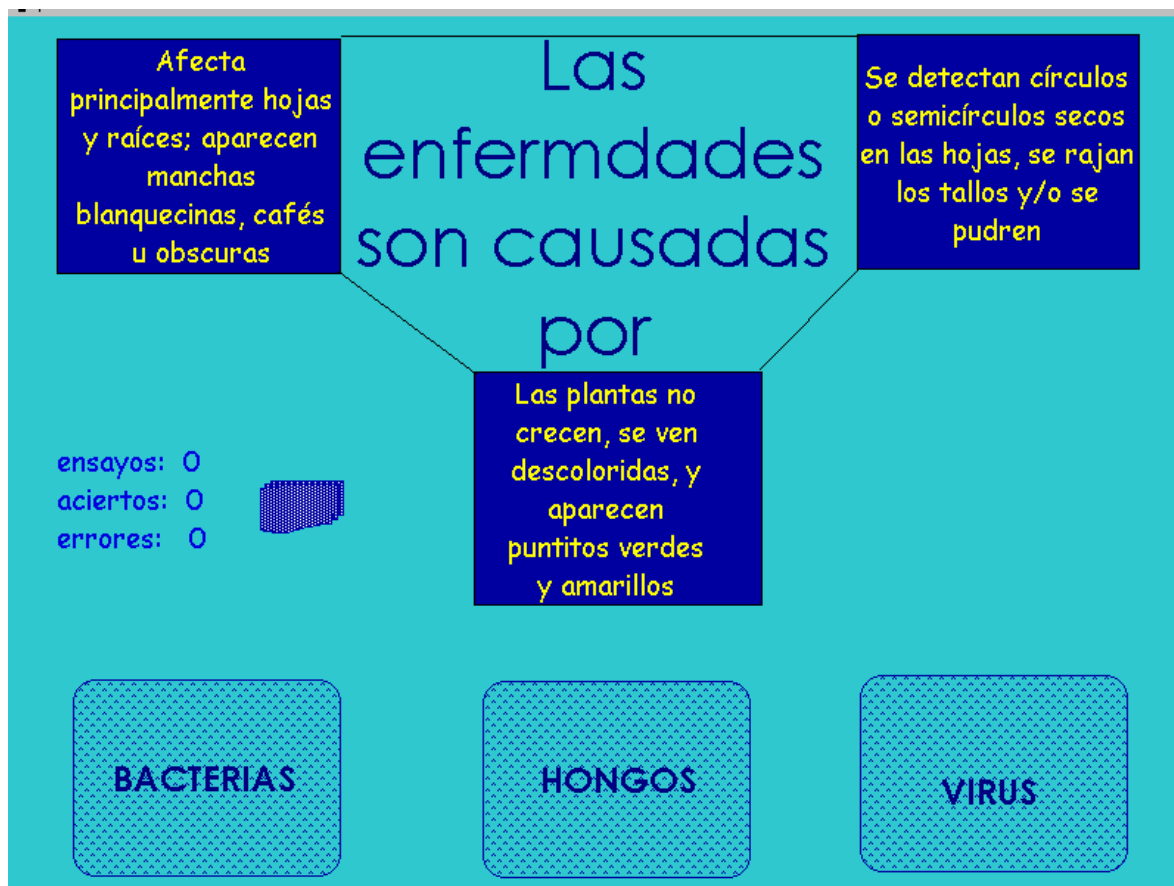 Las
enfermdades
son causadas
por
Afecta
principalmente hojas
y raíces; aparecen
manchas
blanquecinas, cafés
u obscuras
Se detectan círculos
o semicírculos secos
en las hojas, se rajan
los tallos y/o se
pudren
Las plantas no
crecen, se ven
descoloridas, y
aparecen
puntitos verdes
y amarillos
ensayos: 0
aciertos: 0
errores: 0
BACTERIAS
HONGOS
VIRUS